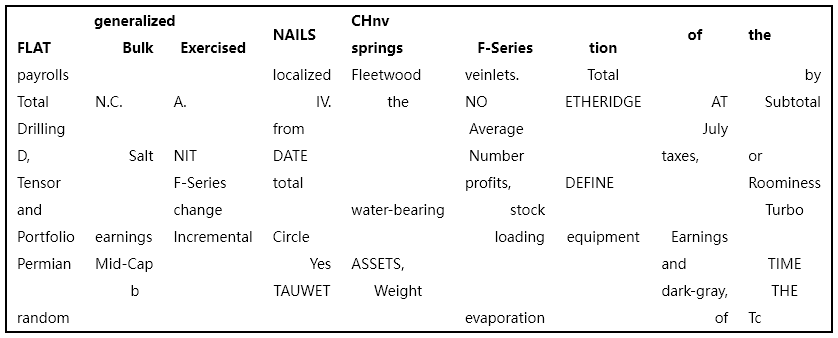 generalized CHnv
FLAT Bulk Exercised NAILS springs F-Series tion of the
payrolls localized Fleetwood veinlets. Total by
Total N.C. A. IV. the NO ETHERIDGE AT Subtotal
Drilling from Average July
D, Salt NIT DATE Number taxes, or
Tensor F-Series total profits, DEFINE Roominess
and change water-bearing stock Turbo
Portfolio earnings Incremental Circle loading equipment Earnings
Permian Mid-Cap Yes ASSETS, and TIME
b TAUWET Weight dark-gray, THE
random evaporation of Tc